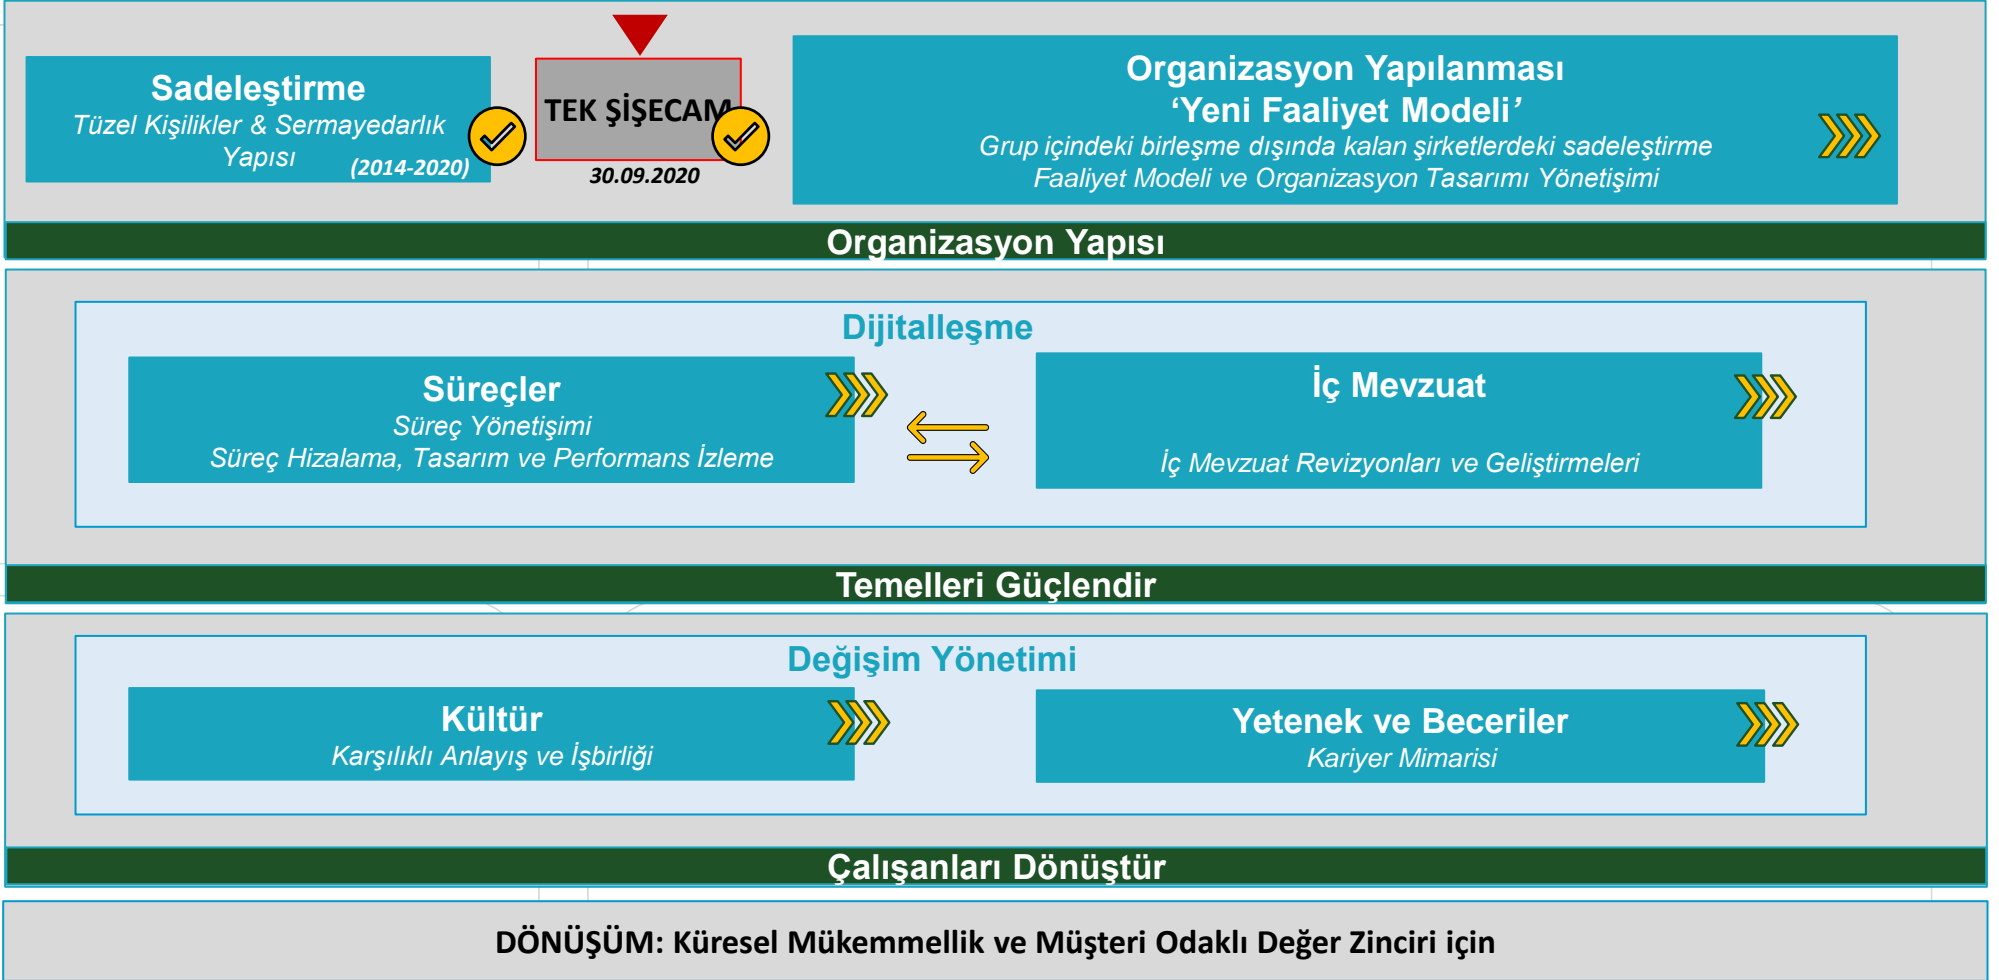 Sadeleştirme
Tüzel Kişilikler & Sermayedarlık
Yapısı
(2014-2020)
TEK ŞİŞECAM
30.09.2020
Organizasyon Yapılanması
‘Yeni Faaliyet Modeli’
Grup içindeki birleşme dışında kalan şirketlerdeki sadeleştirme
Faaliyet Modeli ve Organizasyon Tasarımı Yönetişimi
Organizasyon Yapısı
Dijitalleşme
Süreçler
Süreç Yönetişimi
Süreç Hizalama, Tasarım ve Performans İzleme
İç Mevzuat
İç Mevzuat Revizyonları ve Geliştirmeleri
Temelleri Güçlendir
Değişim Yönetimi
Kültür
Karşılıklı Anlayış ve İşbirliği
Yetenek ve Beceriler
Kariyer Mimarisi
Çalışanları Dönüştür
DÖNÜŞÜM: Küresel Mükemmellik ve Müşteri Odaklı Değer Zinciri için